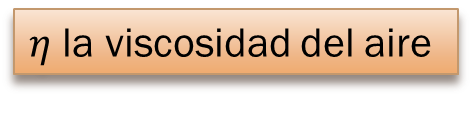 η la viscosidad del aire